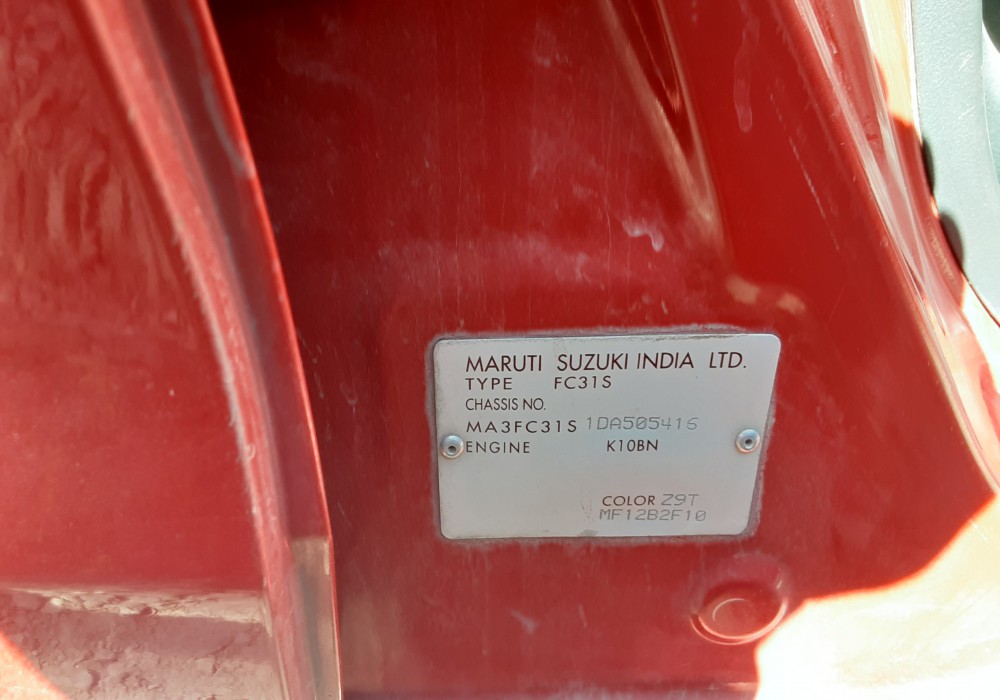 MARUTI SUZUKI INDIA LTD.
TYPE FC31S
CHASSIS NO.
MA3FC31S 1DA505416
ENGINE K10BN
COLOR Z9T
MF12B2F10